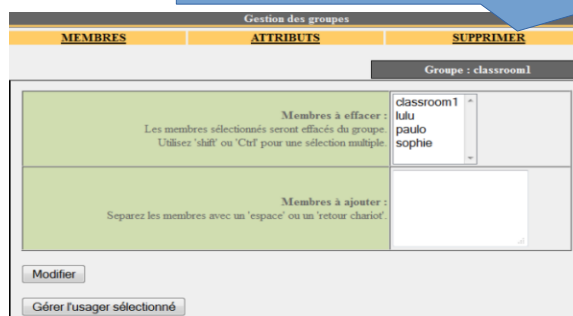 Gestion des groupes
MEMBRES ATTRIBUTS SUPPRIMER
Groupe : classroom1
Membres à effacer :
Les membres sélectionnés seront effacés du groupe.
Utilisez 'shift' ou 'Ctrl' pour une sélection multiple.
classroom1
lulu
paulo
sophie
Membres à ajouter :
Separez les membres avec un 'espace' ou un 'retour chariot'.
Modifier
Gérer l'usager sélectionné